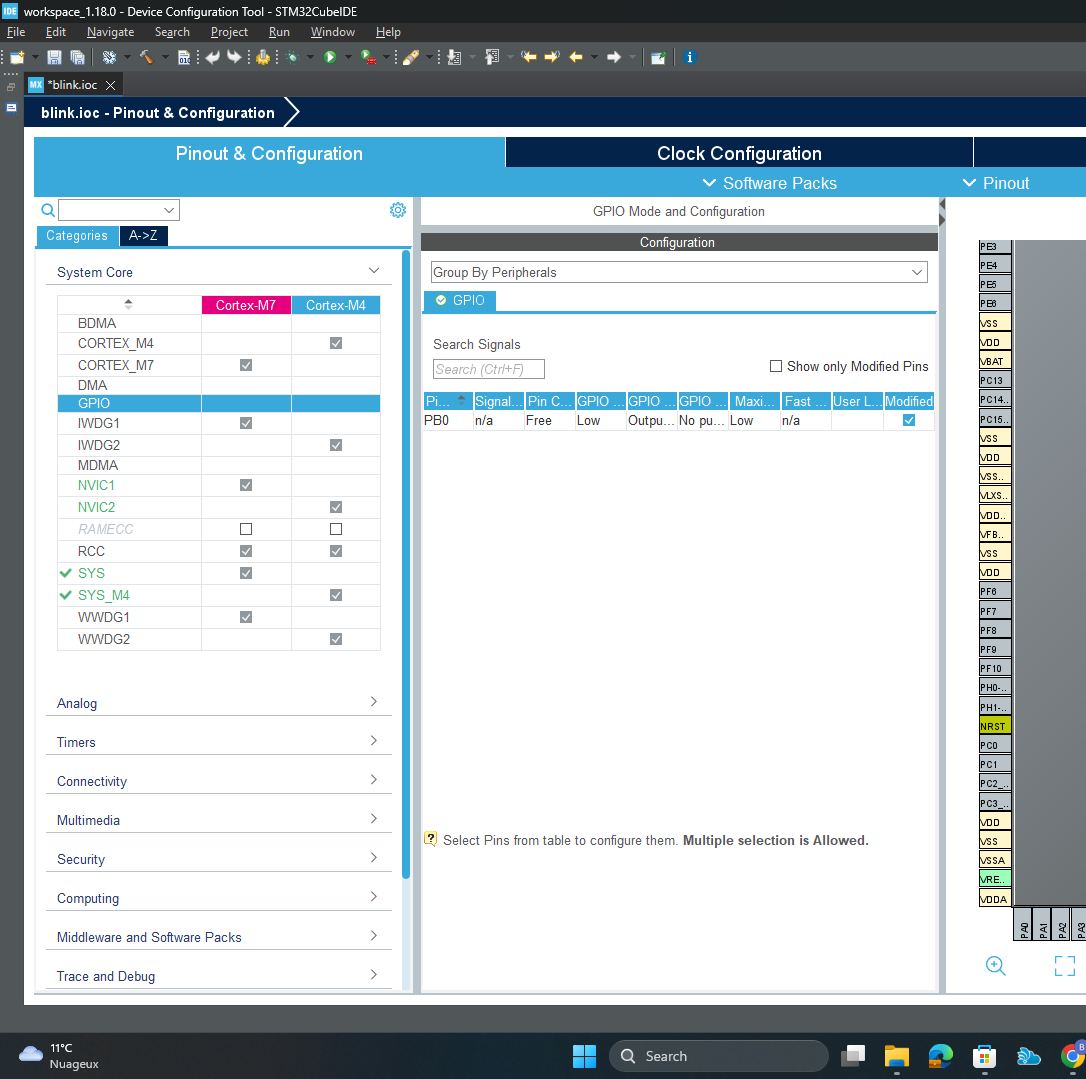 IDE workspace_1.18.0 - Device Configuration Tool - STM32CubeIDE
File Edit Navigate Search Project Run Window Help
010
MX *blink.ioc
blink.ioc - Pinout & Configuration
Pinout & Configuration
Clock Configuration
Software Packs
Pinout
Categories
A->Z
System Core
Cortex-M7 Cortex-M4
BDMA
CORTEX_M4
CORTEX_M7
DMA
GPIO
IWDG1
IWDG2
MDMA
NVIC1
NVIC2
RAMECC
RCC
SYS
SYS_M4
WWDG1
WWDG2
Analog
Timers
Connectivity
Multimedia
Security
Computing
Middleware and Software Packs
Trace and Debug
GPIO Mode and Configuration
Configuration
Group By Peripherals
GPIO
Search Signals
Search (Ctrl+F)
Show only Modified Pins
Pi... Signal... Pin C... GPIO ... GPIO ... GPIO ... Maxi... Fast ... User L... Modified
PB0 n/a Free Low Outpu... No pu... Low n/a
Select Pins from table to configure them. Multiple selection is Allowed.
PE3
PE4
PE5
PE6
VSS
VDD
VBAT
PC13
PC14..
PC15..
VSS
VDD
VSS..
VLXS..
VDD..
VFB..
VSS
VDD
PF6
PF7
PF8
PF9
PF10
PH0-..
PH1-..
NRST
PC0
PC1
PC2_..
PC3_..
VDD
VSS
VSSA
VRE..
VDDA
PA0
PA1
PA2
PA3
11°C
Nuageux
Search